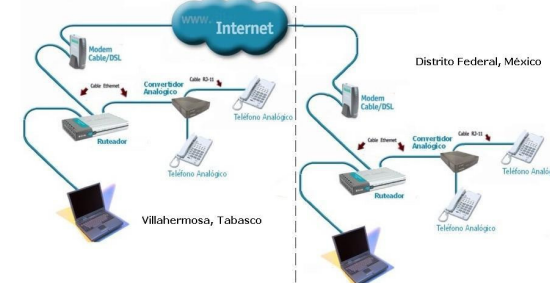 www.
Internet
Modem
Cable/DSL
Cable Ethernet
Convertidor
Analógico
Cable RJ-11
Teléfono Analógico
Ruteador
Teléfono Analógico
Villahermosa, Tabasco
Distrito Federal, México
Modem
Cable/DSL
Cable Ethernet
Convertidor
Analógico
Cable RJ-11
Teléfono Analó
Ruteador
Teléfono Analógico